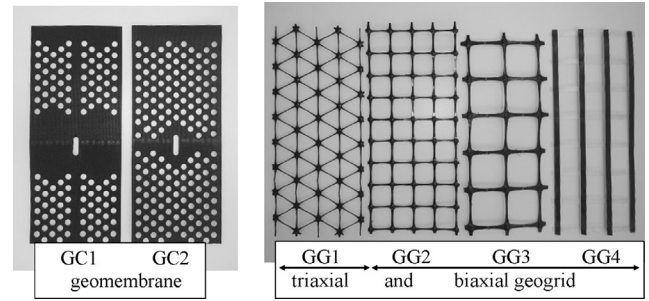 GC1 GC2
geomembrane
GG1 GG2 GG3 GG4
triaxial and biaxial geogrid